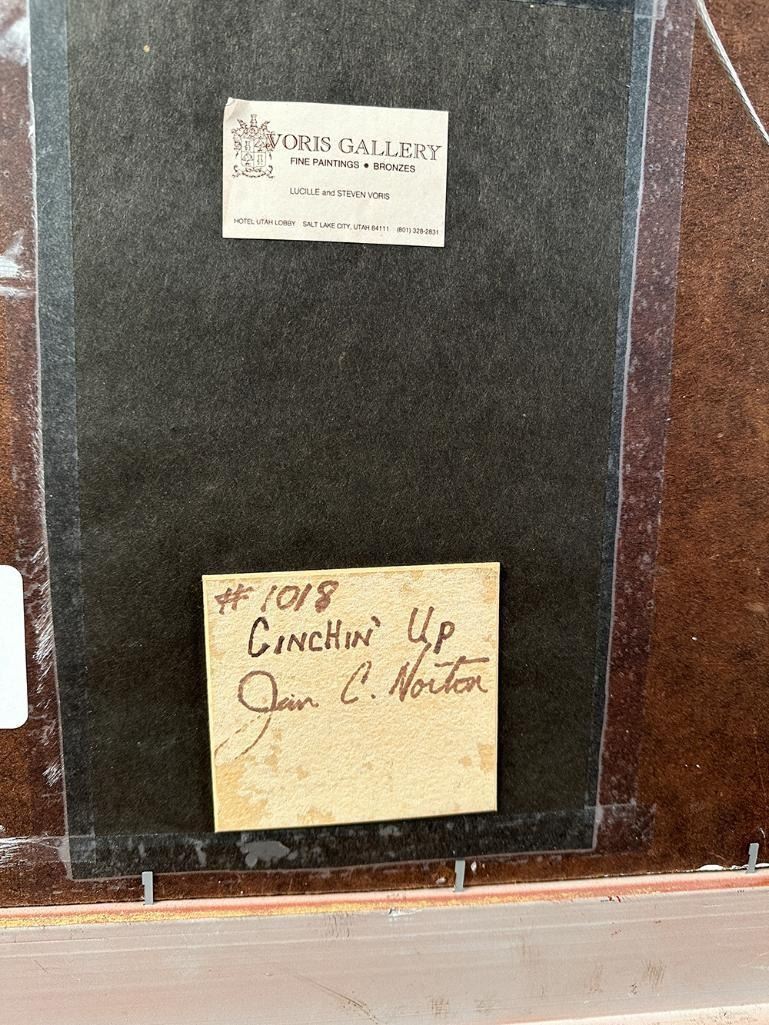 VORIS GALLERY
FINE PAINTINGS • BRONZES
LUCILLE and STEVEN VORIS
HOTEL UTAH LOBBY SALT LAKE CITY, UTAH 84111 (801) 328-2831
#1018
CINCHIN' UP
Jim C. Norton